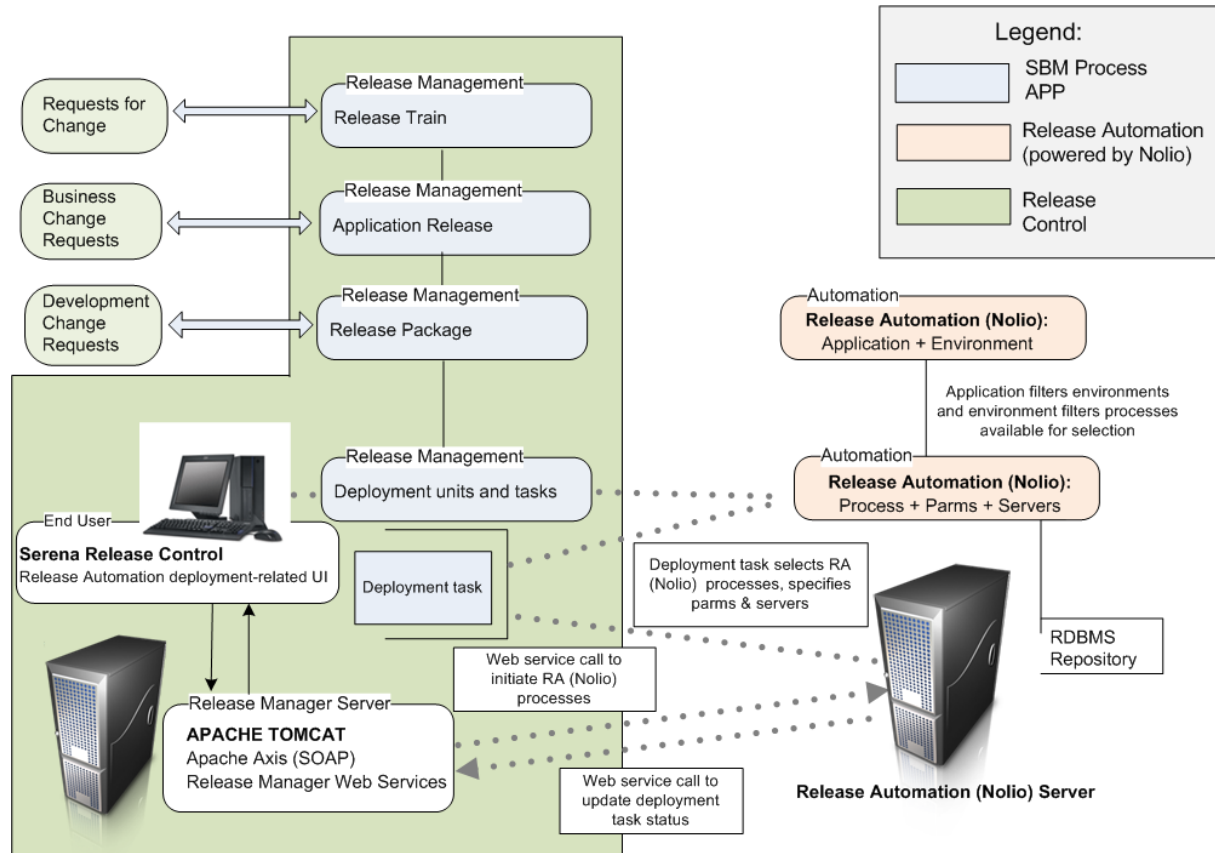 Legend:
SBM Process
APP
Release Automation
(powered by Nolio)
Release
Control
Requests for
Change
Release Management
Release Train
Business
Change
Requests
Release Management
Application Release
Development
Change
Requests
Release Management
Release Package
Automation
Release Automation (Nolio):
Application + Environment
Application filters environments
and environment filters processes
available for selection
Release Management
Deployment units and tasks
Automation
Release Automation (Nolio):
Process + Parms + Servers
End User
Serena Release Control
Release Automation deployment-related UI
Deployment task
Deployment task selects RA
(Nolio) processes, specifies
parms & servers
RDBMS
Repository
Web service call to
initiate RA (Nolio)
processes
Release Manager Server
APACHE TOMCAT
Apache Axis (SOAP)
Release Manager Web Services
Web service call to
update deployment
task status
Release Automation (Nolio) Server